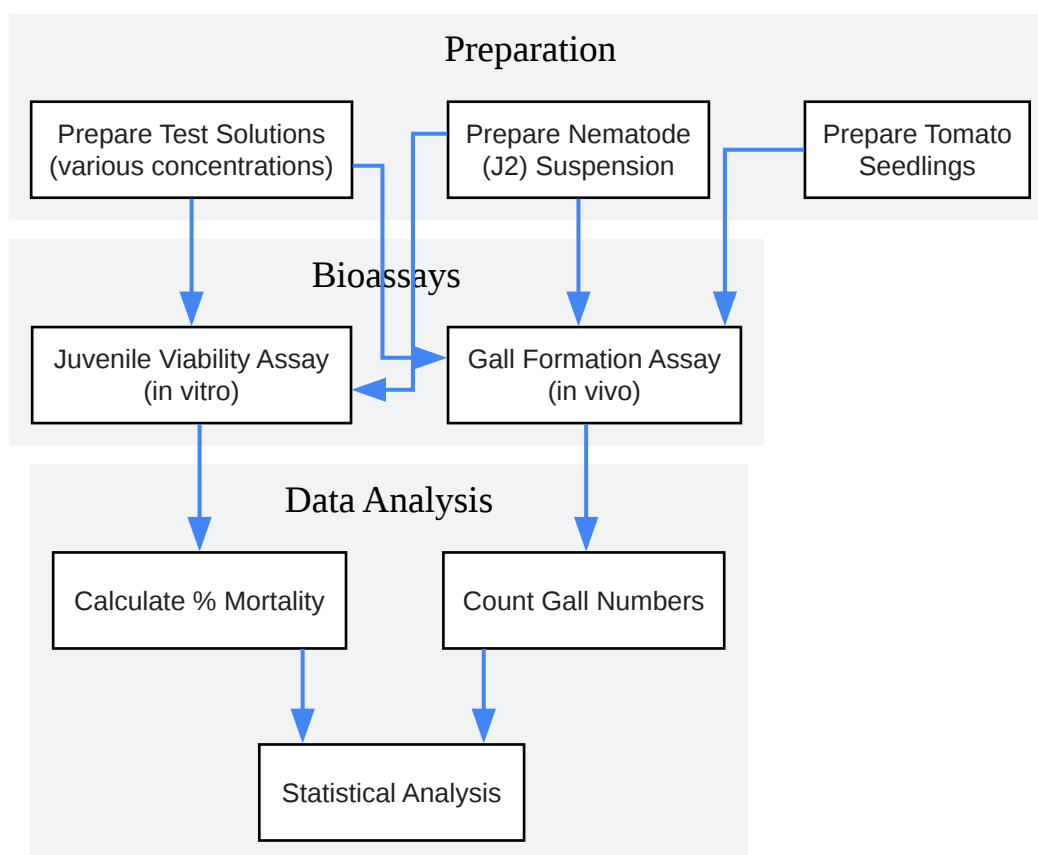 Preparation
Prepare Test Solutions
(various concentrations)
Prepare Nematode
(J2) Suspension
Prepare Tomato
Seedlings
Bioassays
Juvenile Viability Assay
(in vitro)
Gall Formation Assay
(in vivo)
Data Analysis
Calculate % Mortality
Count Gall Numbers
Statistical Analysis